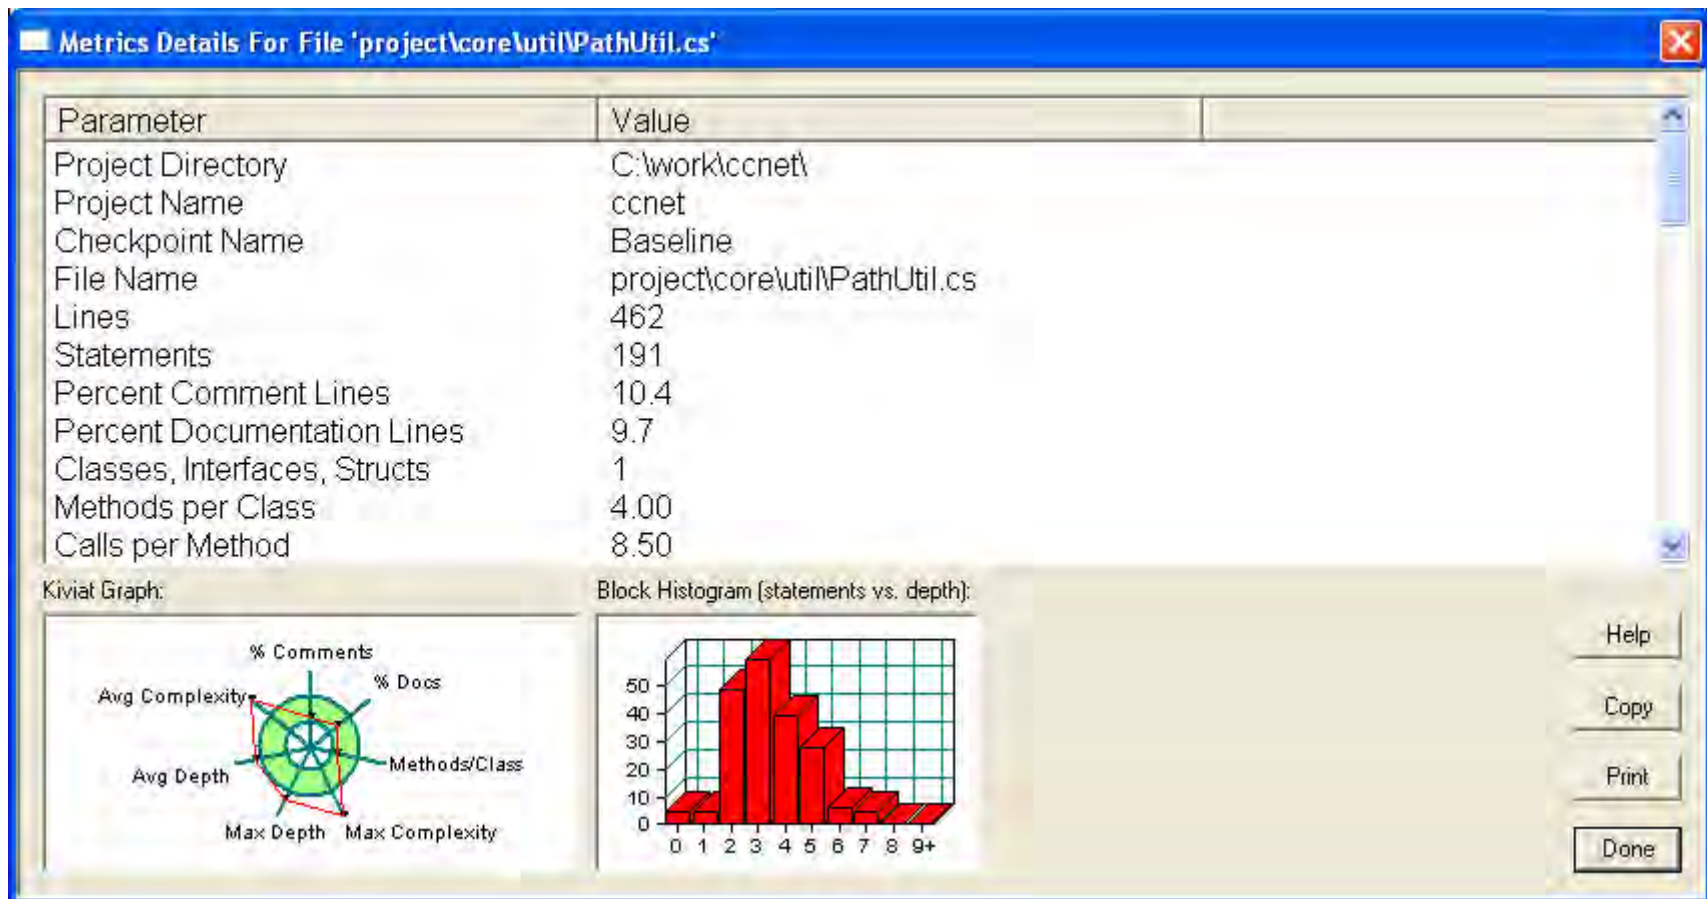 Metrics Details For File 'project\core\util\PathUtil.cs'
Parameter Value
Project Directory C:\work\ccnet\
Project Name ccnet
Checkpoint Name Baseline
File Name project\core\util\PathUtil.cs
Lines 462
Statements 191
Percent Comment Lines 10.4
Percent Documentation Lines 9.7
Classes, Interfaces, Structs 1
Methods per Class 4.00
Calls per Method 8.50
Kiviat Graph:
% Comments
% Docs
Avg Complexity
Methods/Class
Avg Depth
Max Depth Max Complexity
Block Histogram (statements vs. depth):
50
40
30
20
10
0
0 1 2 3 4 5 6 7 8 9+
Help
Copy
Print
Done